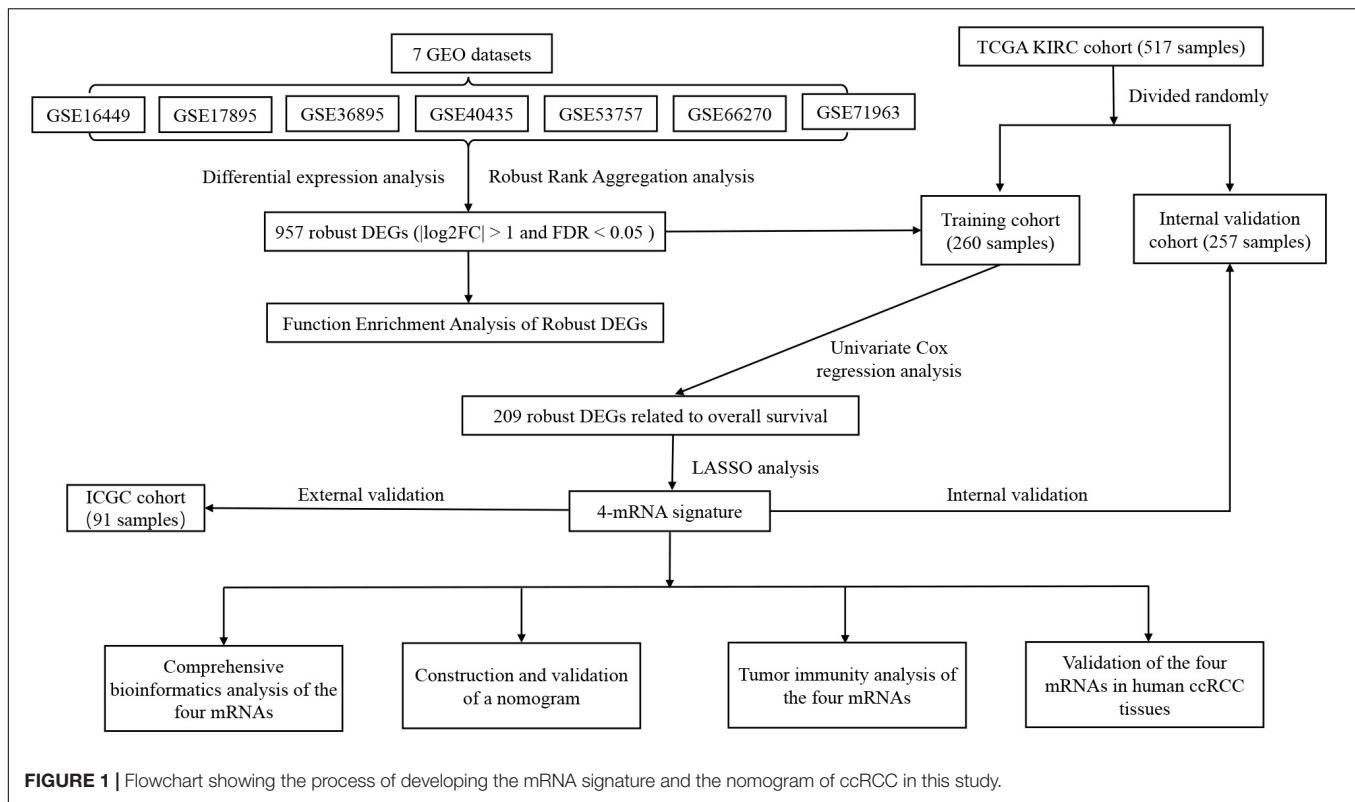 7 GEO datasets
TCGA KIRC cohort (517 samples)
GSE16449
GSE17895
GSE36895
GSE40435
GSE53757
GSE66270
GSE71963
Divided randomly
Differential expression analysis
Robust Rank Aggregation analysis
957 robust DEGs (|log2FC| > 1 and FDR < 0.05 )
Training cohort
(260 samples)
Internal validation
cohort (257 samples)
Function Enrichment Analysis of Robust DEGs
Univariate Cox
regression analysis
209 robust DEGs related to overall survival
LASSO analysis
ICGC cohort
(91 samples)
External validation
4-mRNA signature
Internal validation
Comprehensive
bioinformatics analysis of the
four mRNAs
Construction and validation
of a nomogram
Tumor immunity analysis of
the four mRNAs
Validation of the four
mRNAs in human ccRCC
tissues
FIGURE 1 | Flowchart showing the process of developing the mRNA signature and the nomogram of ccRCC in this study.